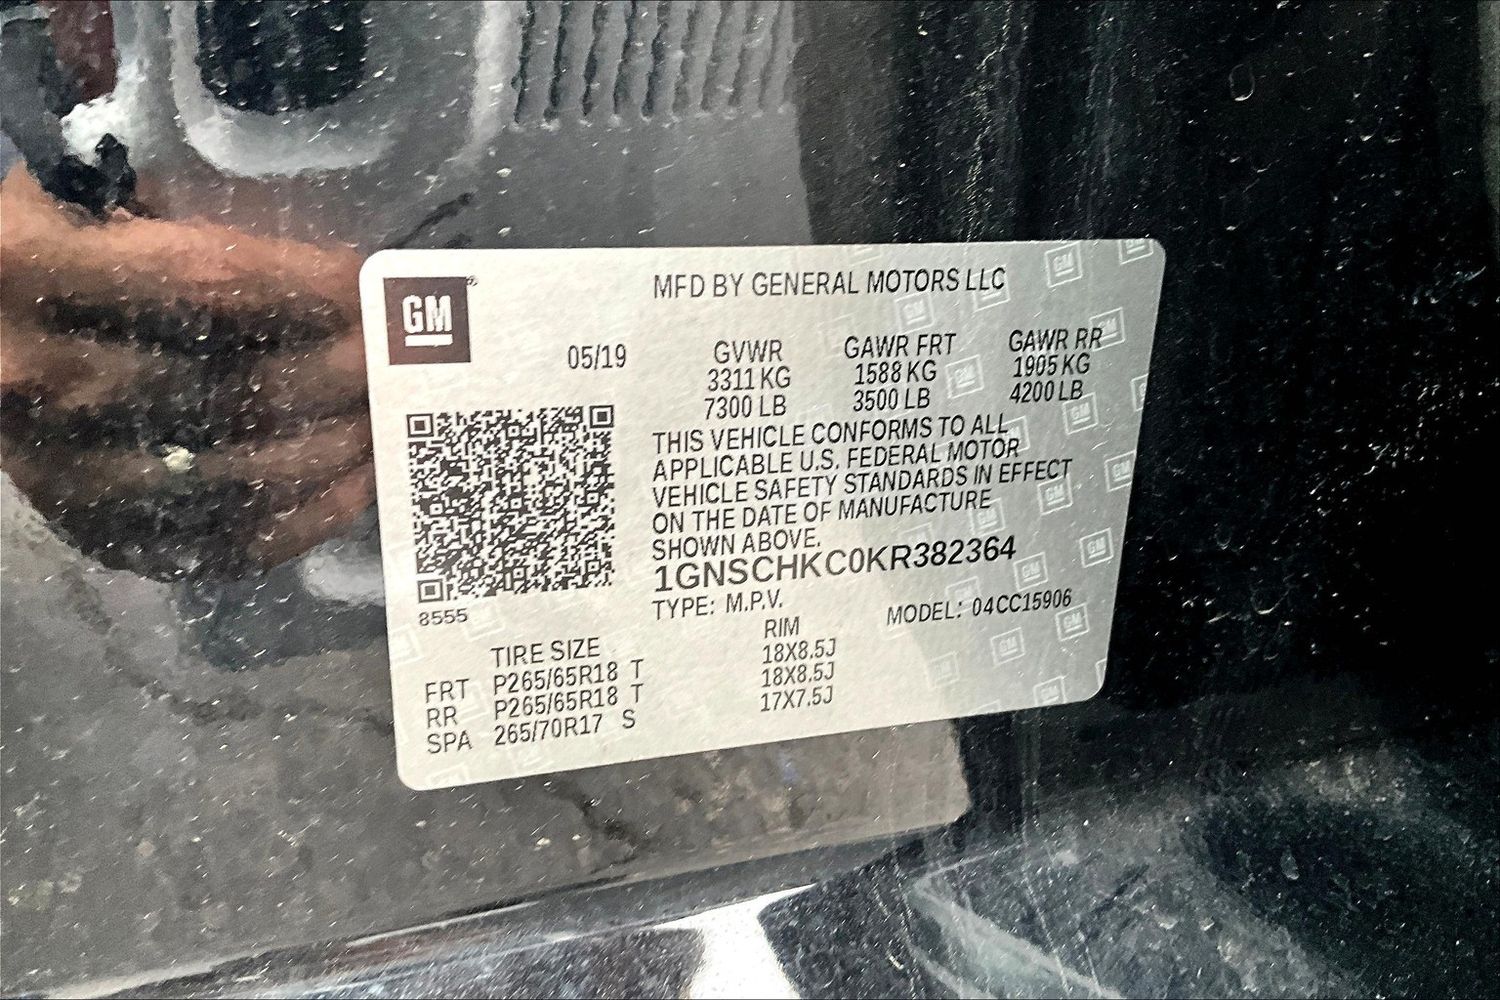 GM
MFD BY GENERAL MOTORS LLC
05/19 GVWR GAWR FRT GAWR RR
3311 KG 1588 KG 1905 KG
7300 LB 3500 LB 4200 LB
THIS VEHICLE CONFORMS TO ALL
APPLICABLE U.S. FEDERAL MOTOR
VEHICLE SAFETY STANDARDS IN EFFECT
ON THE DATE OF MANUFACTURE
SHOWN ABOVE.
1GNSCHKC0KR382364
8555 TYPE: M.P.V. MODEL: 04CC15906
TIRE SIZE RIM
FRT P265/65R18 T 18X8.5J
RR P265/65R18 T 18X8.5J
SPA 265/70R17 S 17X7.5J